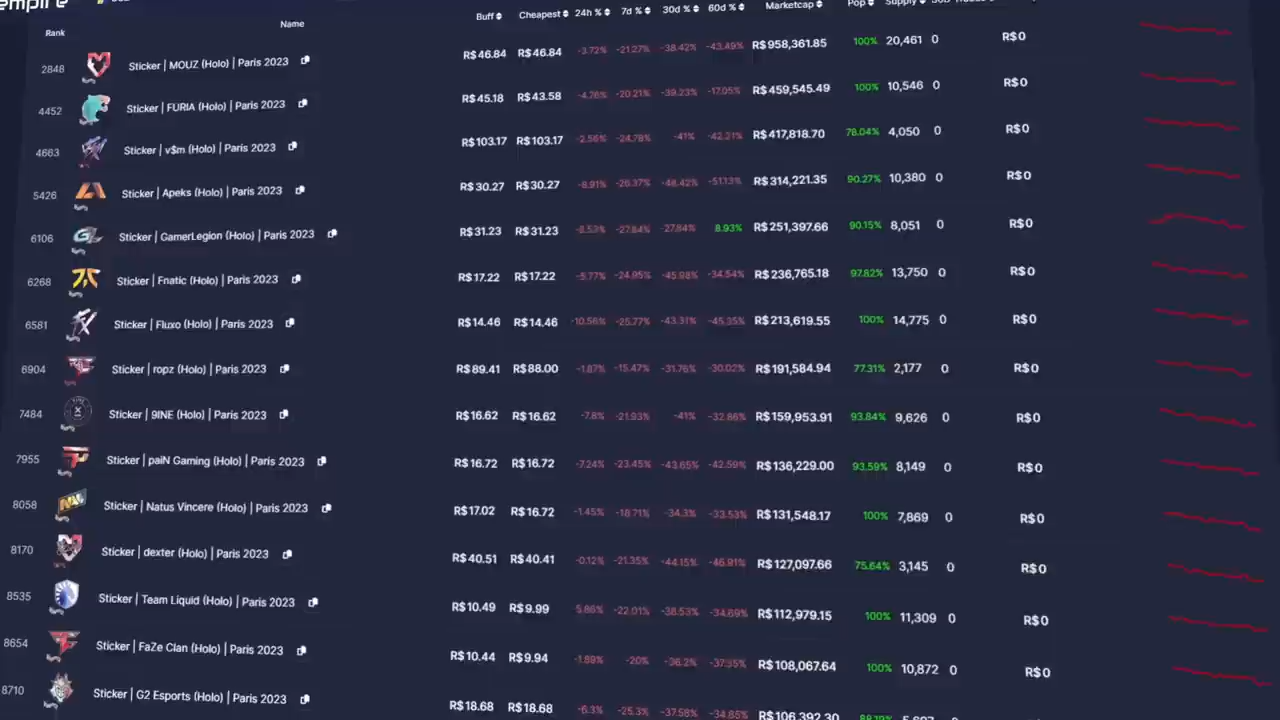 empire
Rank Name Buff Cheapest 24h % 7d % 30d % 60d % Marketcap Pop Supply
2848 Sticker | MOUZ (Holo) | Paris 2023 R$46.84 R$46.84 -3.72% -21.27% -38.42% -43.49% R$958,361.85 100% 20,461 0 R$0
4452 Sticker | FURIA (Holo) | Paris 2023 R$45.18 R$43.58 -4.76% -20.21% -39.23% -17.05% R$459,545.49 100% 10,546 0 R$0
4663 Sticker | v$m (Holo) | Paris 2023 R$103.17 R$103.17 -2.56% -24.78% -41% -42.21% R$417,818.70 78.04% 4,050 0 R$0
5426 Sticker | Apeks (Holo) | Paris 2023 R$30.27 R$30.27 -8.91% -26.37% -48.42% -51.13% R$314,221.35 90.27% 10,380 0 R$0
6106 Sticker | GamerLegion (Holo) | Paris 2023 R$31.23 R$31.23 -8.53% -27.84% -27.84% 8.93% R$251,397.66 90.15% 8,051 0 R$0
6268 Sticker | Fnatic (Holo) | Paris 2023 R$17.22 R$17.22 -5.77% -24.95% -45.98% -34.54% R$236,765.18 97.82% 13,750 0 R$0
6581 Sticker | Fluxo (Holo) | Paris 2023 R$14.46 R$14.46 -10.56% -25.77% -43.31% -45.35% R$213,619.55 100% 14,775 0 R$0
6904 Sticker | ropz (Holo) | Paris 2023 R$89.41 R$88.00 -1.87% -15.47% -31.76% -30.02% R$191,584.94 77.31% 2,177 0 R$0
7484 Sticker | 9INE (Holo) | Paris 2023 R$16.62 R$16.62 -7.8% -21.93% -41% -32.86% R$159,953.91 93.84% 9,626 0 R$0
7955 Sticker | paiN Gaming (Holo) | Paris 2023 R$16.72 R$16.72 -7.24% -23.45% -43.65% -42.59% R$136,229.00 93.59% 8,149 0 R$0
8058 Sticker | Natus Vincere (Holo) | Paris 2023 R$17.02 R$16.72 -1.45% -18.71% -34.3% -33.53% R$131,548.17 100% 7,869 0 R$0
8170 Sticker | dexter (Holo) | Paris 2023 R$40.51 R$40.41 -0.12% -21.35% -44.15% -46.91% R$127,097.66 75.64% 3,145 0 R$0
8535 Sticker | Team Liquid (Holo) | Paris 2023 R$10.49 R$9.99 5.86% -22.01% -38.53% -34.69% R$112,979.15 100% 11,309 0 R$0
8654 Sticker | FaZe Clan (Holo) | Paris 2023 R$10.44 R$9.94 -1.89% -20% -36.2% -37.35% R$108,067.64 100% 10,872 0 R$0
8710 Sticker | G2 Esports (Holo) | Paris 2023 R$18.68 R$18.68 -6.3% -25.3% -37.58% -34.85% R$106,392.30